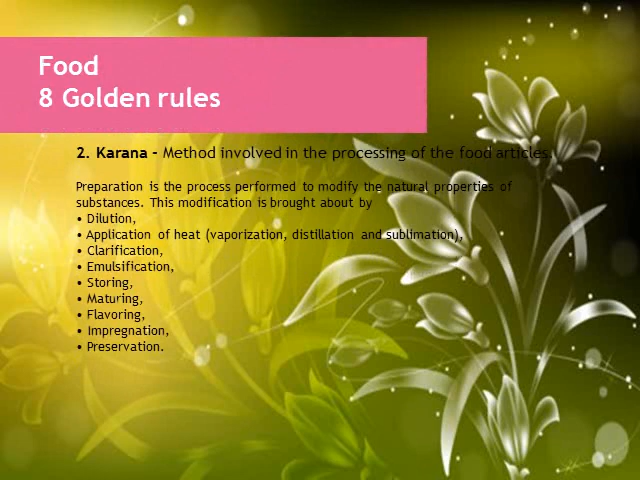 Food
8 Golden rules
2. Karana - Method involved in the processing of the food articles.
Preparation is the process performed to modify the natural properties of
substances. This modification is brought about by
• Dilution,
• Application of heat (vaporization, distillation and sublimation),
• Clarification,
• Emulsification,
• Storing,
• Maturing,
• Flavoring,
• Impregnation,
• Preservation.